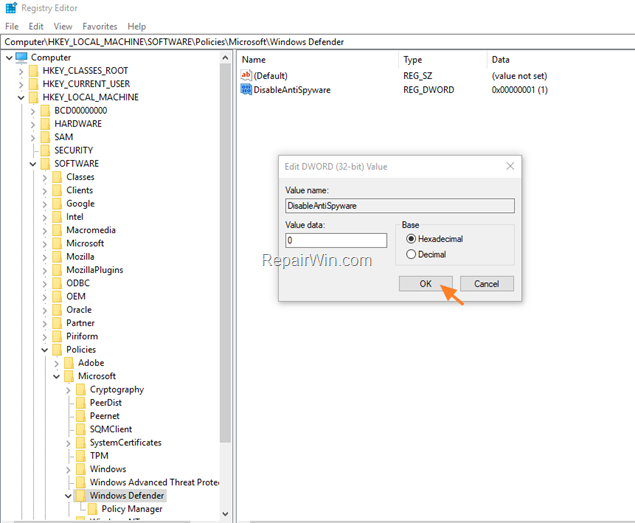 Registry Editor
File Edit View Favorites Help
Computer\HKEY_LOCAL_MACHINE\SOFTWARE\Policies\Microsoft\Windows Defender
Computer
HKEY_CLASSES_ROOT
HKEY_CURRENT_USER
HKEY_LOCAL_MACHINE
BCD00000000
HARDWARE
SAM
SECURITY
SOFTWARE
Classes
Clients
Google
Intel
Macromedia
Microsoft
Mozilla
MozillaPlugins
ODBC
OEM
Oracle
Partner
Piriform
Policies
Adobe
Microsoft
Cryptography
PeerDist
Peernet
SQMClient
SystemCertificates
TPM
Windows
Windows Advanced Threat Prote
Windows Defender
Policy Manager
Windows NT
Name Type Data
ab (Default) REG_SZ (value not set)
DisableAntiSpyware REG_DWORD 0x00000001 (1)
Edit DWORD (32-bit) Value
Value name:
DisableAntiSpyware
Value data: Base
0 Hexadecimal
Decimal
RepairWin.com
OK Cancel